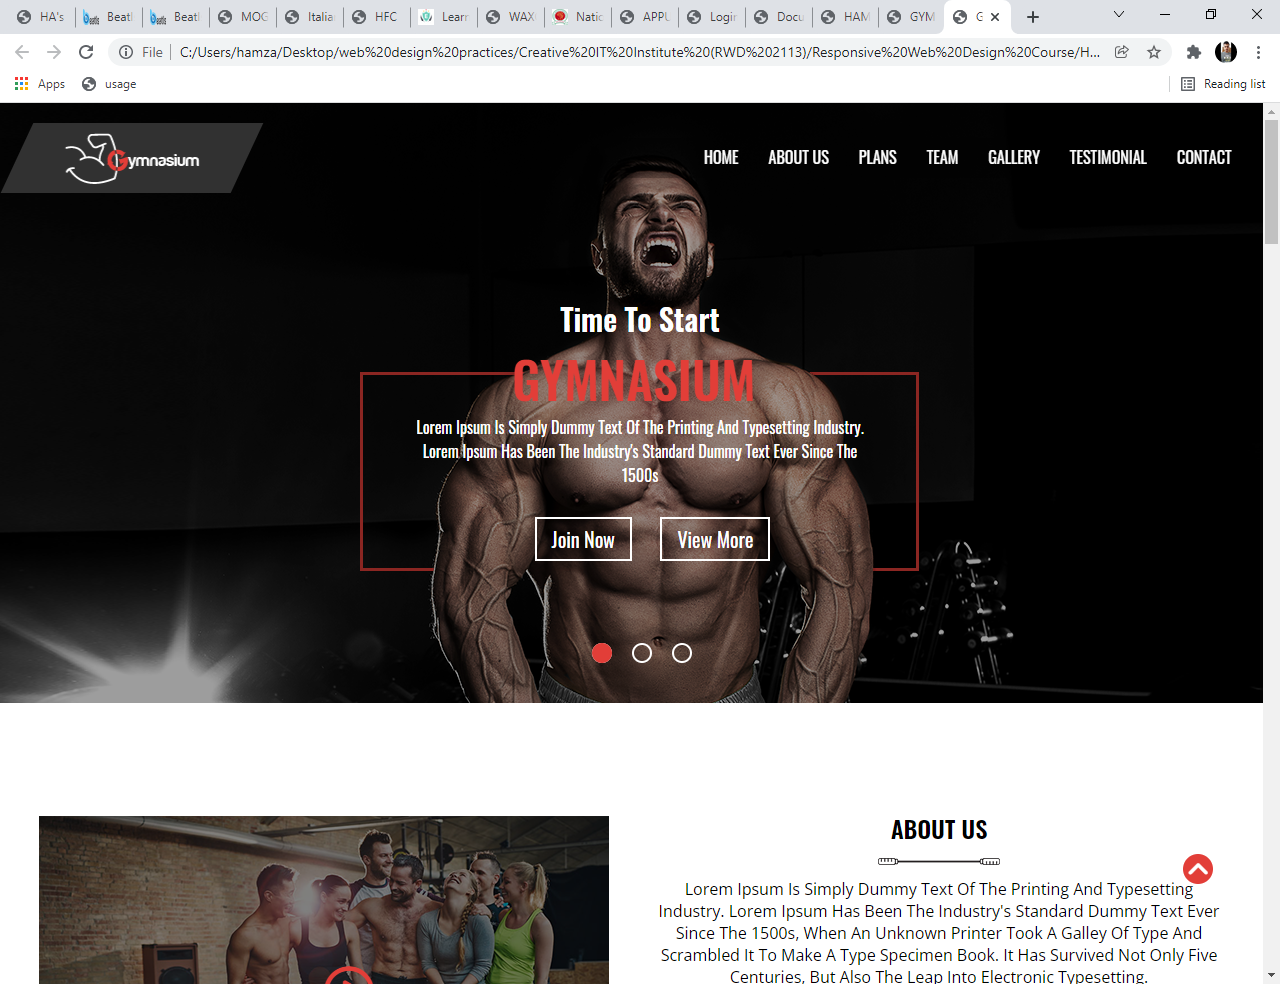 HA's
Beatl
Beatl
MOG
Italia
HFC
Learn
WAX
Natio
APPU
Login
Docu
HAM
GYM
G
File
C:/Users/hamza/Desktop/web%20design%20practices/Creative%20IT%20Institute%20(RWD%202113)/Responsive%20Web%20Design%20Course/H...
Apps
usage
Reading list
Gymnasium
HOME
ABOUT US
PLANS
TEAM
GALLERY
TESTIMONIAL
CONTACT
Time To Start
GYMNASIUM
Lorem Ipsum Is Simply Dummy Text Of The Printing And Typesetting Industry.
Lorem Ipsum Has Been The Industry's Standard Dummy Text Ever Since The
1500s
Join Now
View More
ABOUT US
Lorem Ipsum Is Simply Dummy Text Of The Printing And Typesetting
Industry. Lorem Ipsum Has Been The Industry's Standard Dummy Text Ever
Since The 1500s, When An Unknown Printer Took A Galley Of Type And
Scrambled It To Make A Type Specimen Book. It Has Survived Not Only Five
Centuries, But Also The Leap Into Electronic Typesetting.